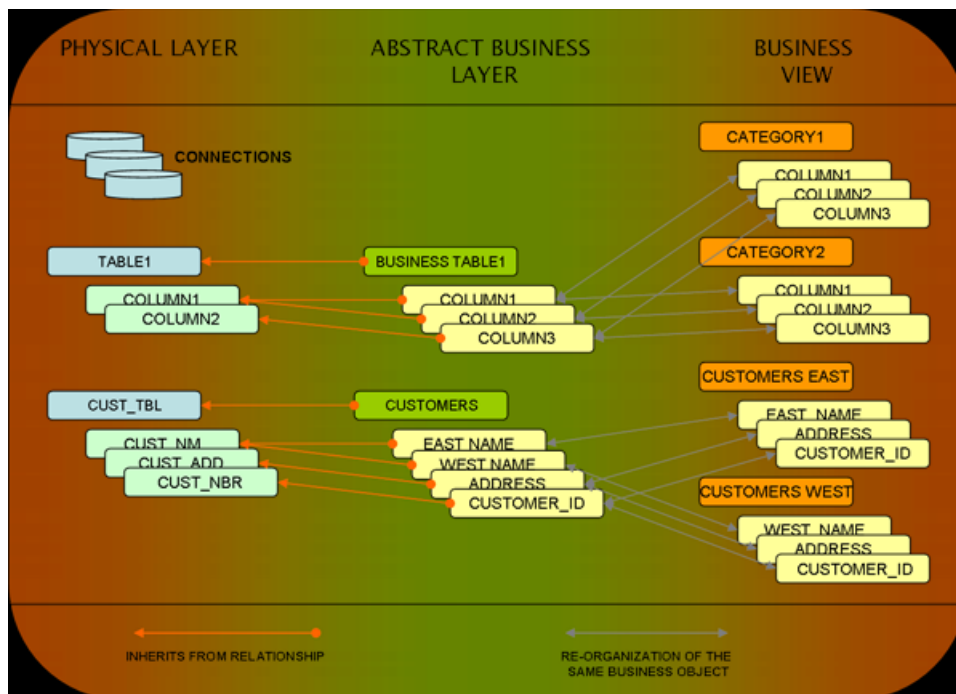 PHYSICAL LAYER
ABSTRACT BUSINESS
LAYER
BUSINESS
VIEW
CONNECTIONS
TABLE1
COLUMN1
COLUMN2
CUST_TBL
CUST_NM
CUST_ADD
CUST_NBR
BUSINESS TABLE1
COLUMN1
COLUMN2
COLUMN3
CUSTOMERS
EAST NAME
WEST NAME
ADDRESS
CUSTOMER_ID
CATEGORY1
COLUMN1
COLUMN2
COLUMN3
CATEGORY2
COLUMN1
COLUMN2
COLUMN3
CUSTOMERS EAST
EAST_NAME
ADDRESS
CUSTOMER_ID
CUSTOMERS WEST
WEST_NAME
ADDRESS
CUSTOMER_ID
INHERITS FROM RELATIONSHIP
RE-ORGANIZATION OF THE
SAME BUSINESS OBJECT